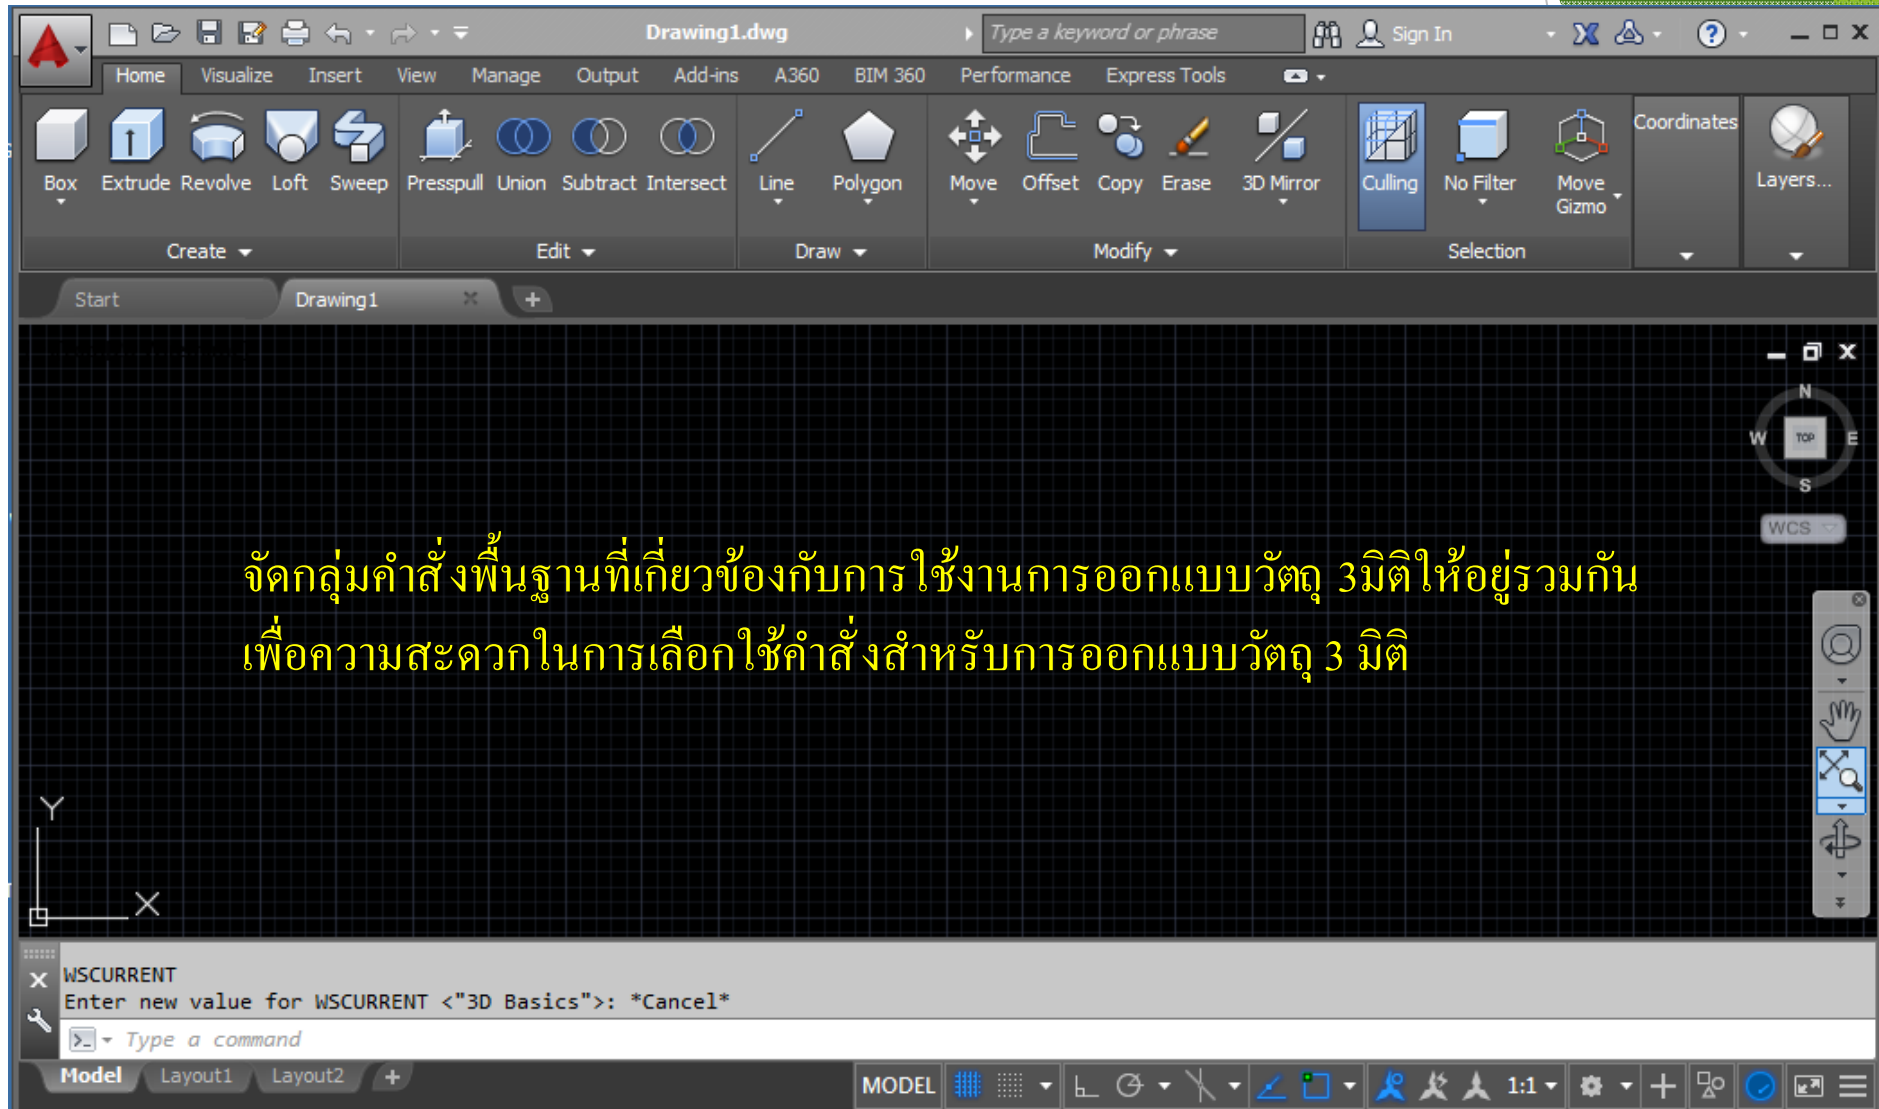 Drawing1.dwg
Type a keyword or phrase
Sign In
Home Visualize Insert View Manage Output Add-ins A360 BIM 360 Performance Express Tools
Box Extrude Revolve Loft Sweep Presspull Union Subtract Intersect Line Polygon Move Offset Copy Erase 3D Mirror Culling No Filter Move Gizmo Coordinates Layers...
Create Edit Draw Modify Selection
Start Drawing1
N
W TOP E
S
WCS
จัดกลุ่มคำสั่งพื้นฐานที่เกี่ยวข้องกับการใช้งานการออกแบบวัตถุ 3มิติให้อยู่รวมกัน
เพื่อความสะดวกในการเลือกใช้คำสั่งสำหรับการออกแบบวัตถุ 3 มิติ
Y
X
WSCURRENT
Enter new value for WSCURRENT <"3D Basics">: *Cancel*
Type a command
Model Layout1 Layout2 +
MODEL 1:1